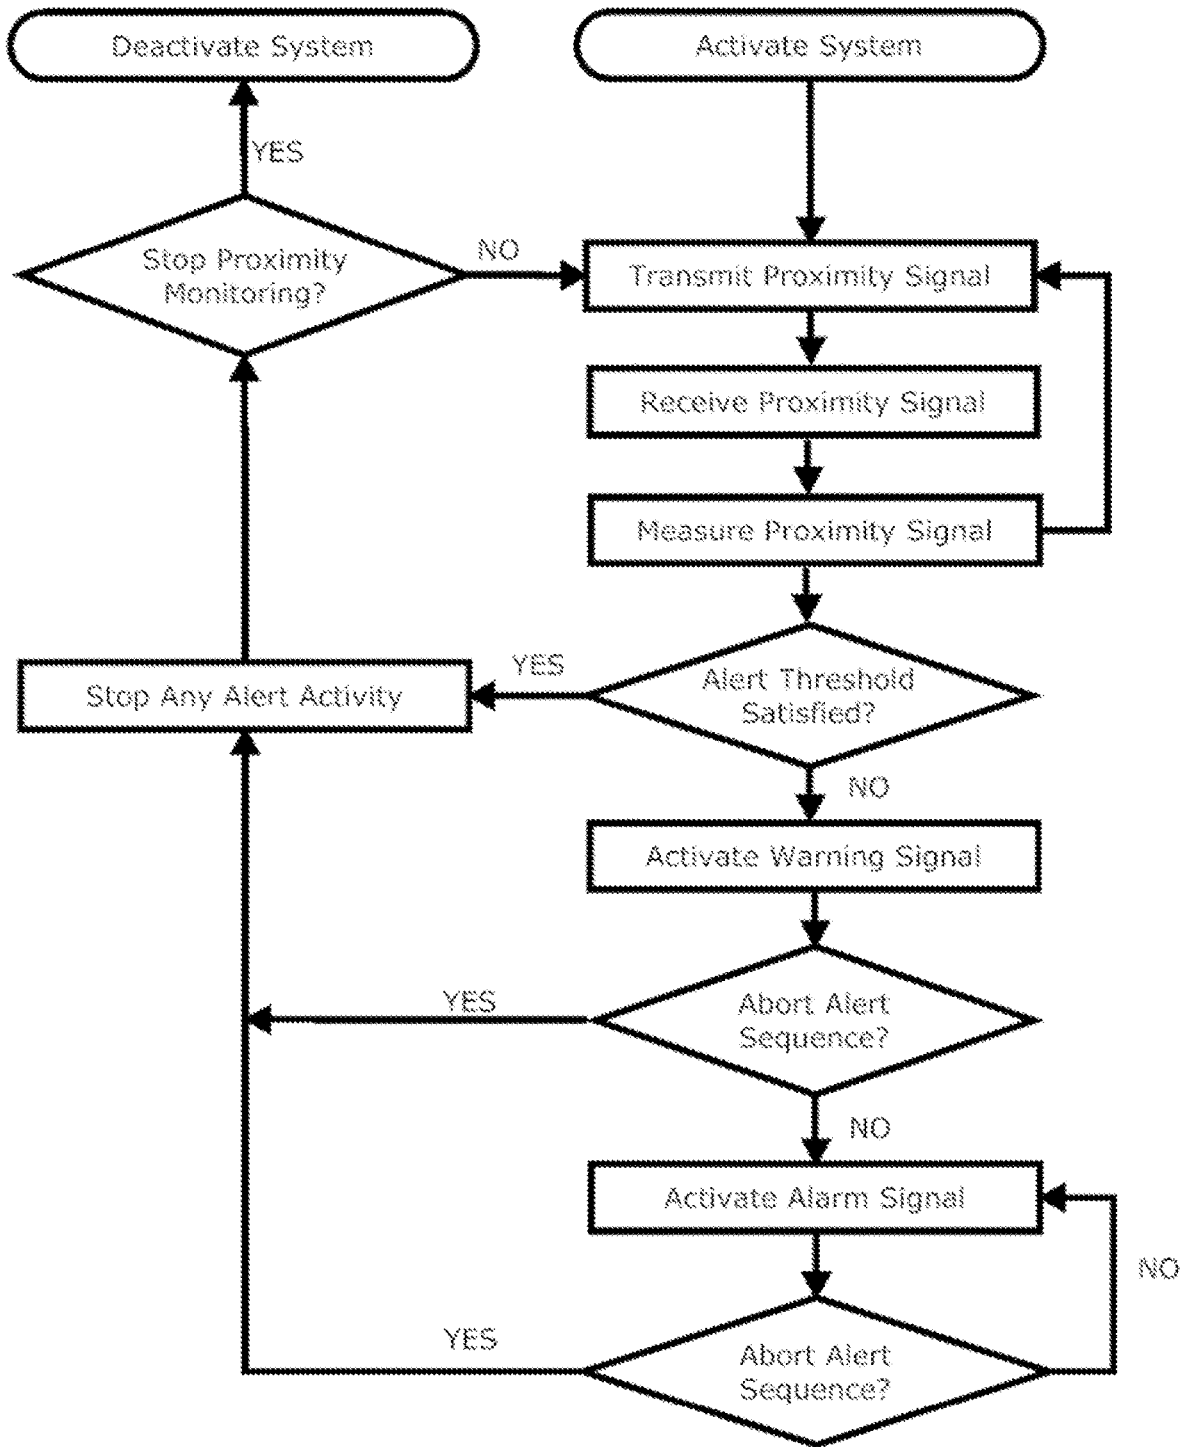 Deactivate System
Activate System
YES
Stop Proximity
Monitoring?
NO
Transmit Proximity Signal
Receive Proximity Signal
Measure Proximity Signal
Stop Any Alert Activity
YES
Alert Threshold
Satisfied?
NO
Activate Warning Signal
YES
Abort Alert
Sequence?
NO
Activate Alarm Signal
NO
YES
Abort Alert
Sequence?